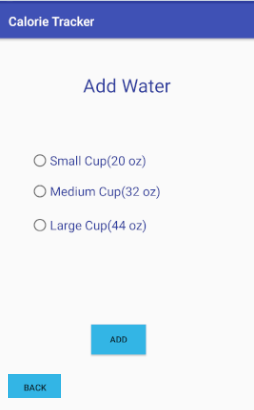 Calorie Tracker
Add Water
Small Cup(20 oz)
Medium Cup(32 oz)
Large Cup(44 oz)
ADD
BACK